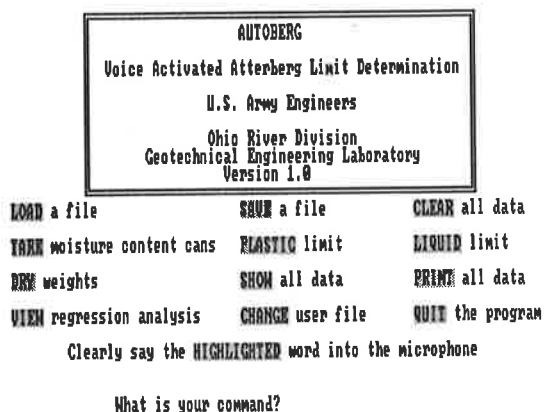 AUTOBERG
Voice Activated Atterberg Limit Determination
U.S. Army Engineers
Ohio River Division
Geotechnical Engineering Laboratory
Version 1.0
LOAD a file SAVE a file CLEAR all data
TARE moisture content cans PLASTIC limit LIQUID limit
DRY weights SHOW all data PRINT all data
VIEW regression analysis CHANGE user file QUIT the program
Clearly say the HIGHLIGHTED word into the microphone
What is your command?